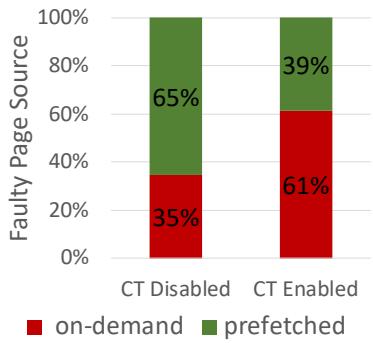 Faulty Page Source
100%
80%
60%
40%
20%
0%
65%
35%
39%
61%
CT Disabled
CT Enabled
on-demand
prefetched